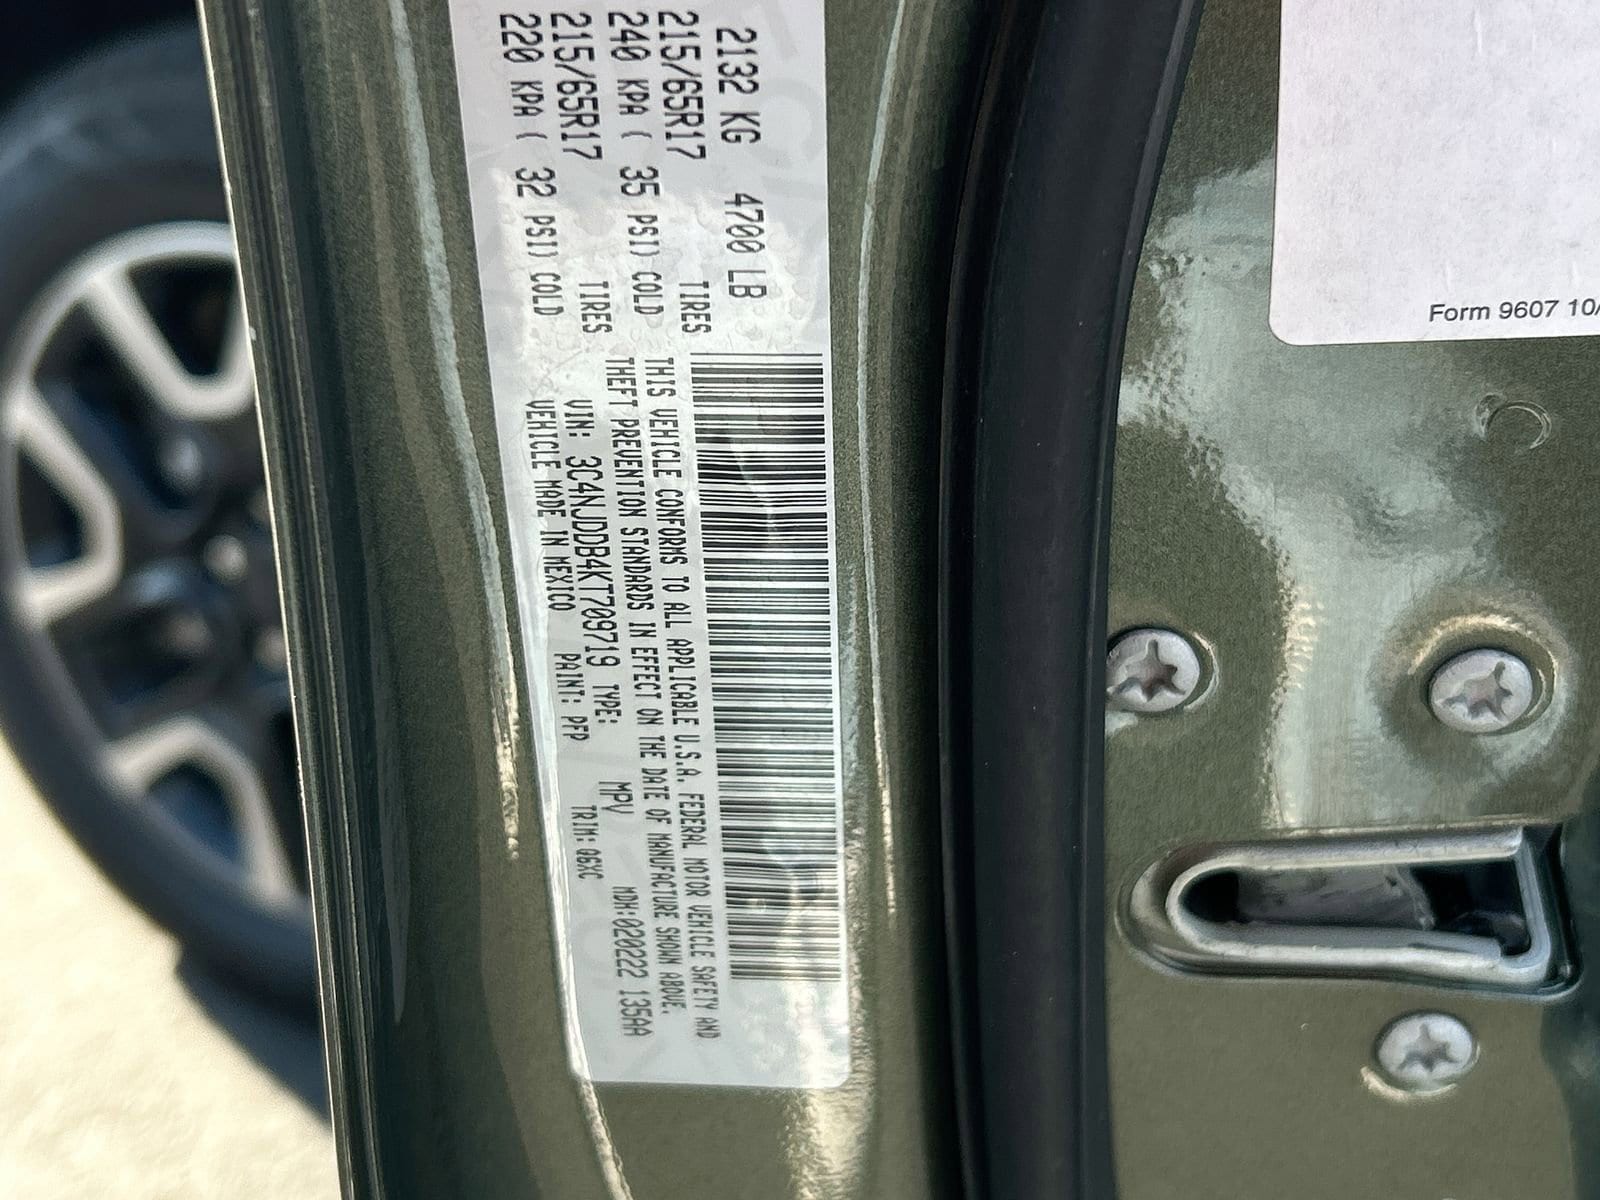 2132 KG 4700 LB
215/65R17 TIRES
240 KPA ( 35 PSI) COLD
215/65R17 TIRES
220 KPA ( 32 PSI) COLD
THIS VEHICLE CONFORMS TO ALL APPLICABLE U.S.A. FEDERAL MOTOR VEHICLE SAFETY AND
THEFT PREVENTION STANDARDS IN EFFECT ON THE DATE OF MANUFACTURE SHOWN ABOVE.
VIN: 3C4NJDDB4KT709719 TYPE: MPV MDH:020222 135AA
VEHICLE MADE IN MEXICO PAINT: PFP TRIM: Q6XC
Form 9607 10/